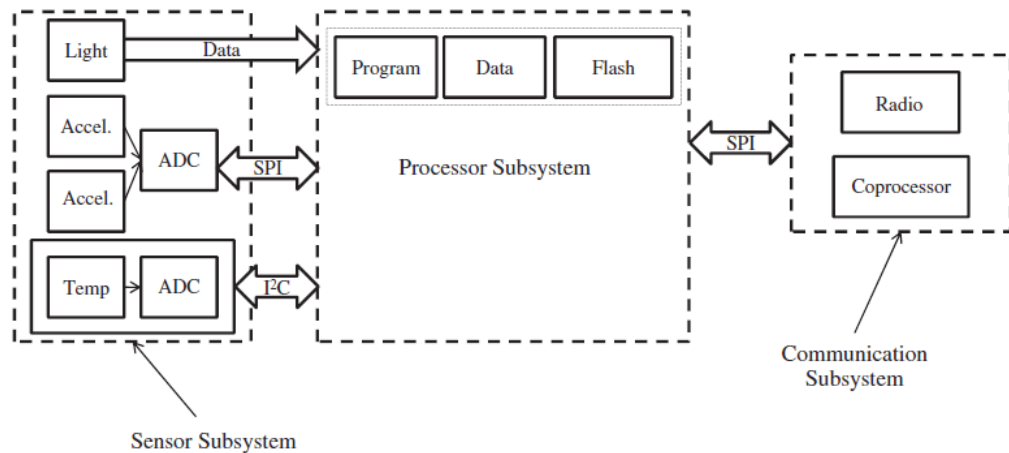 Light
Data
Accel.
ADC
SPI
Accel.
Temp
ADC
I²C
Sensor Subsystem
Program
Data
Flash
Processor Subsystem
SPI
Radio
Coprocessor
Communication
Subsystem